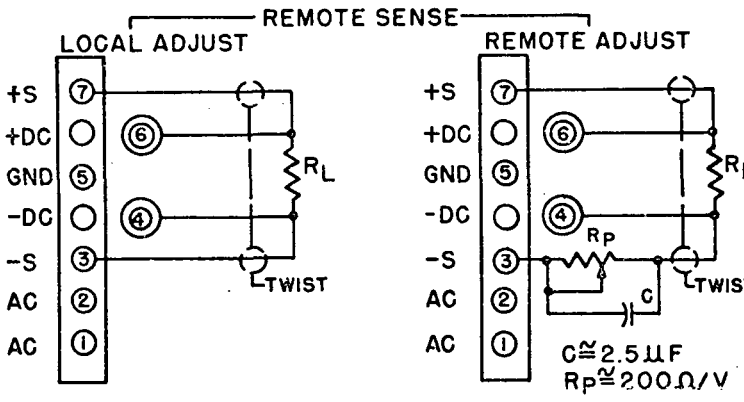 REMOTE SENSE
LOCAL ADJUST
+S 7
+DC 6
GND 5
-DC 4
-S 3
AC 2
AC 1
RL
TWIST
REMOTE ADJUST
+S 7
+DC 6
GND 5
-DC 4
-S 3
AC 2
AC 1
RP
C
TWIST
C≅2.5µF
RP≅200Ω/V